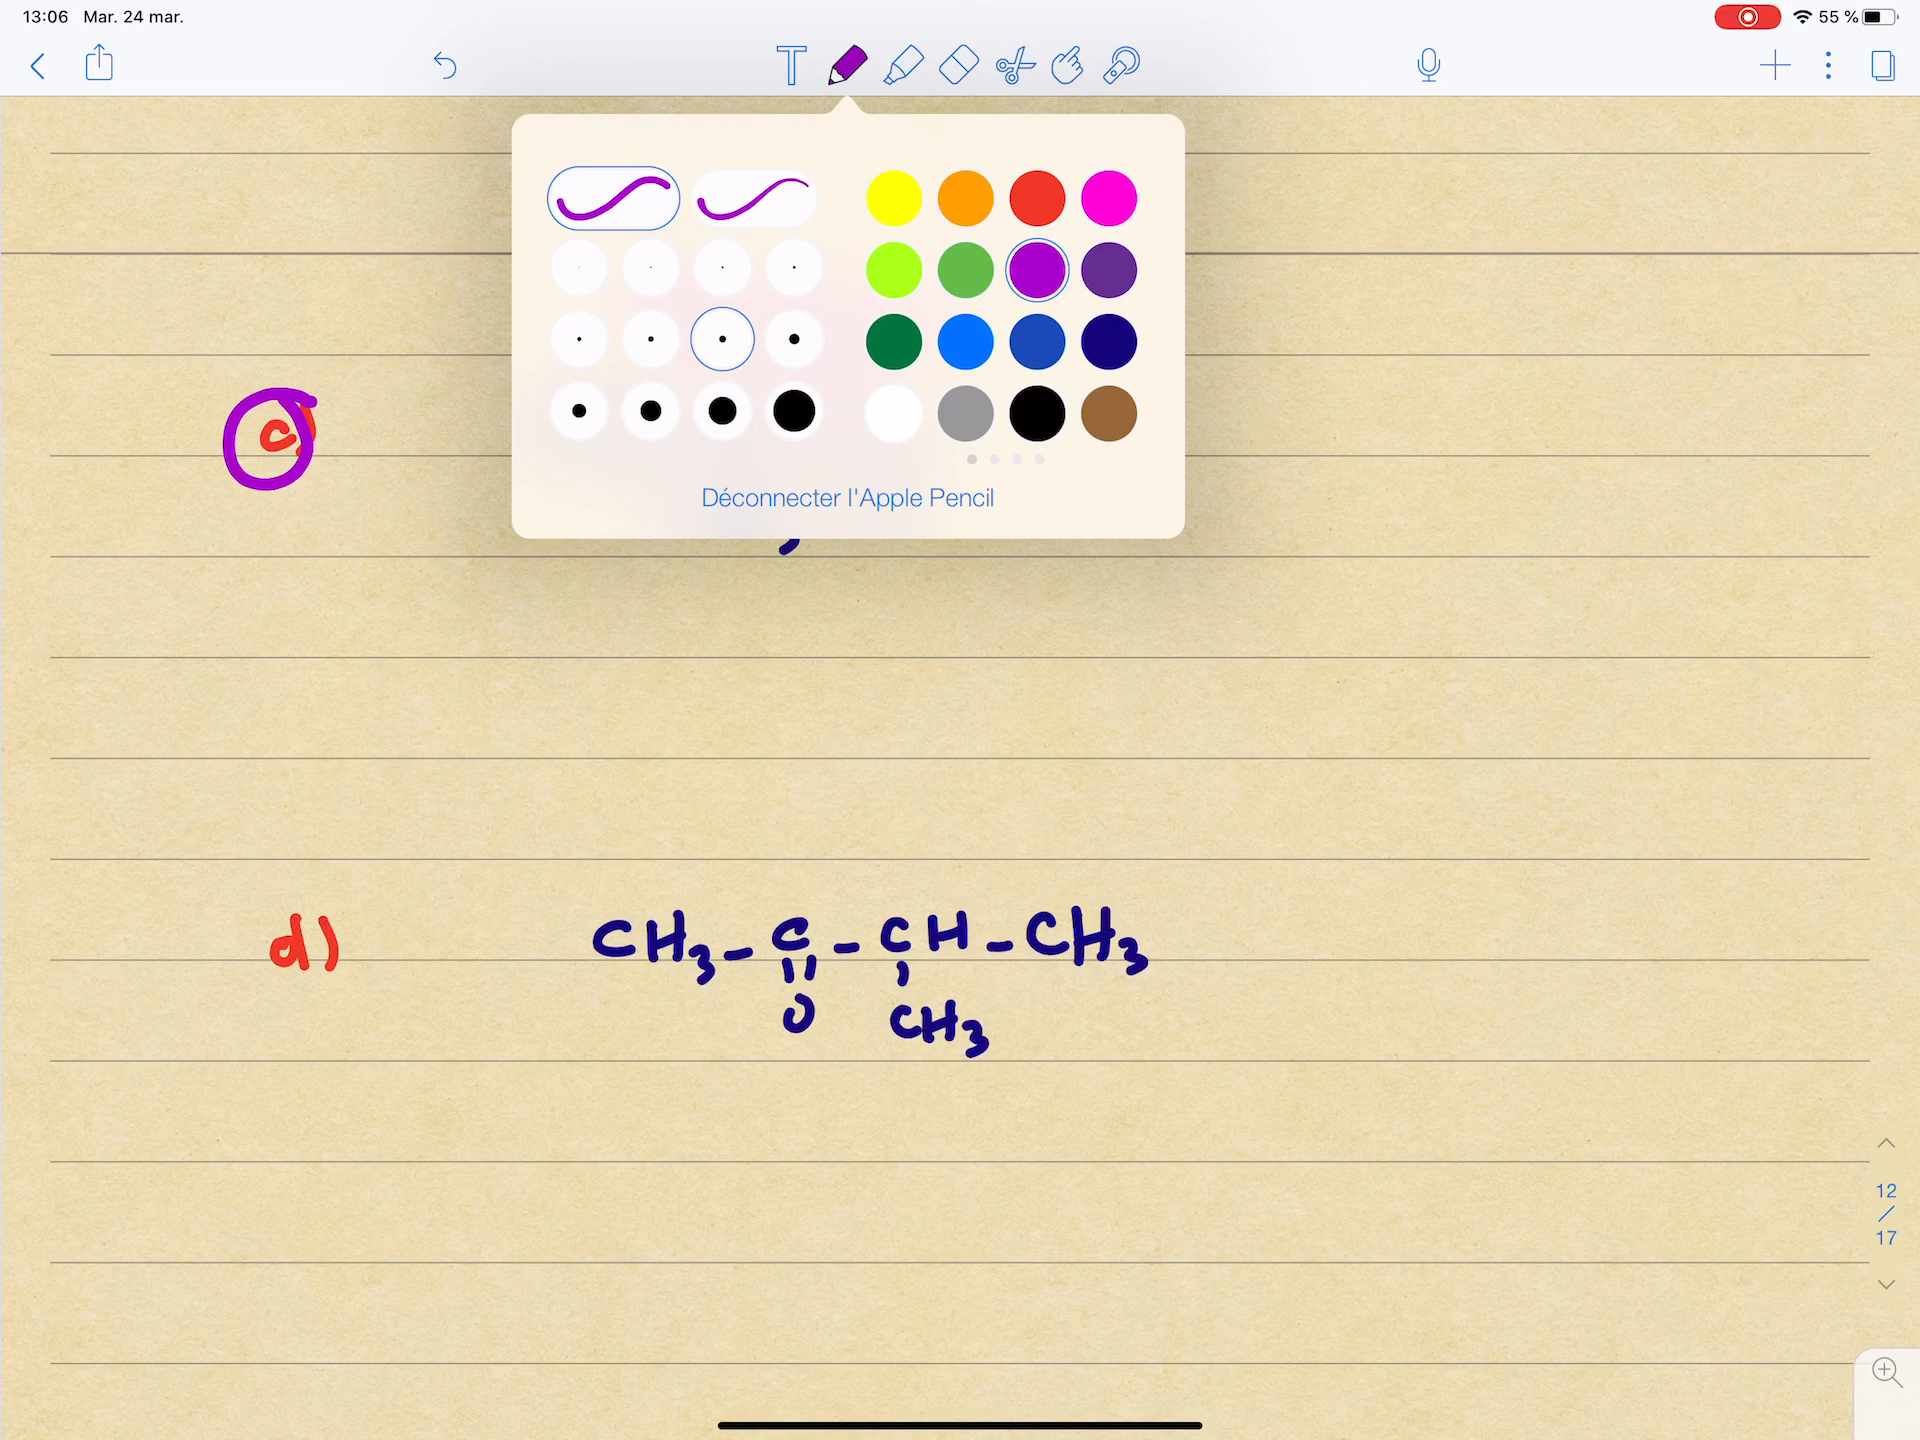 13:06 Mar. 24 mar. 55 %
T
c)
Déconnecter l'Apple Pencil
d) CH3 - C - CH - CH3
O CH3
12
/
17